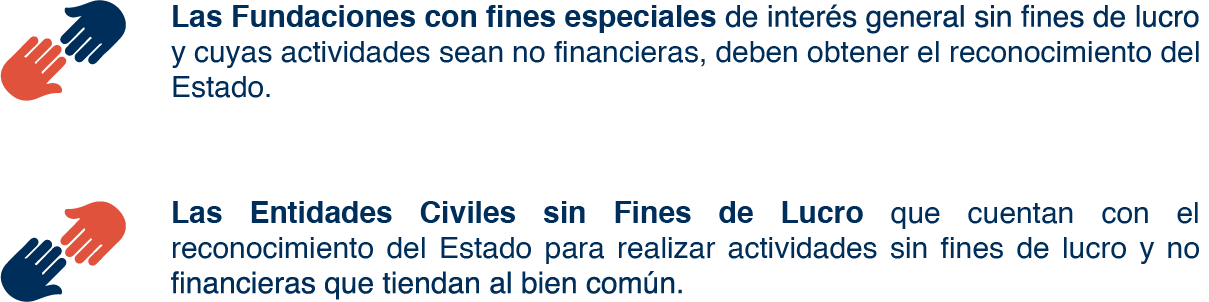 Las Fundaciones con fines especiales de interés general sin fines de lucro
y cuyas actividades sean no financieras, deben obtener el reconocimiento del
Estado.
Las Entidades Civiles sin Fines de Lucro que cuentan con el
reconocimiento del Estado para realizar actividades sin fines de lucro y no
financieras que tiendan al bien común.